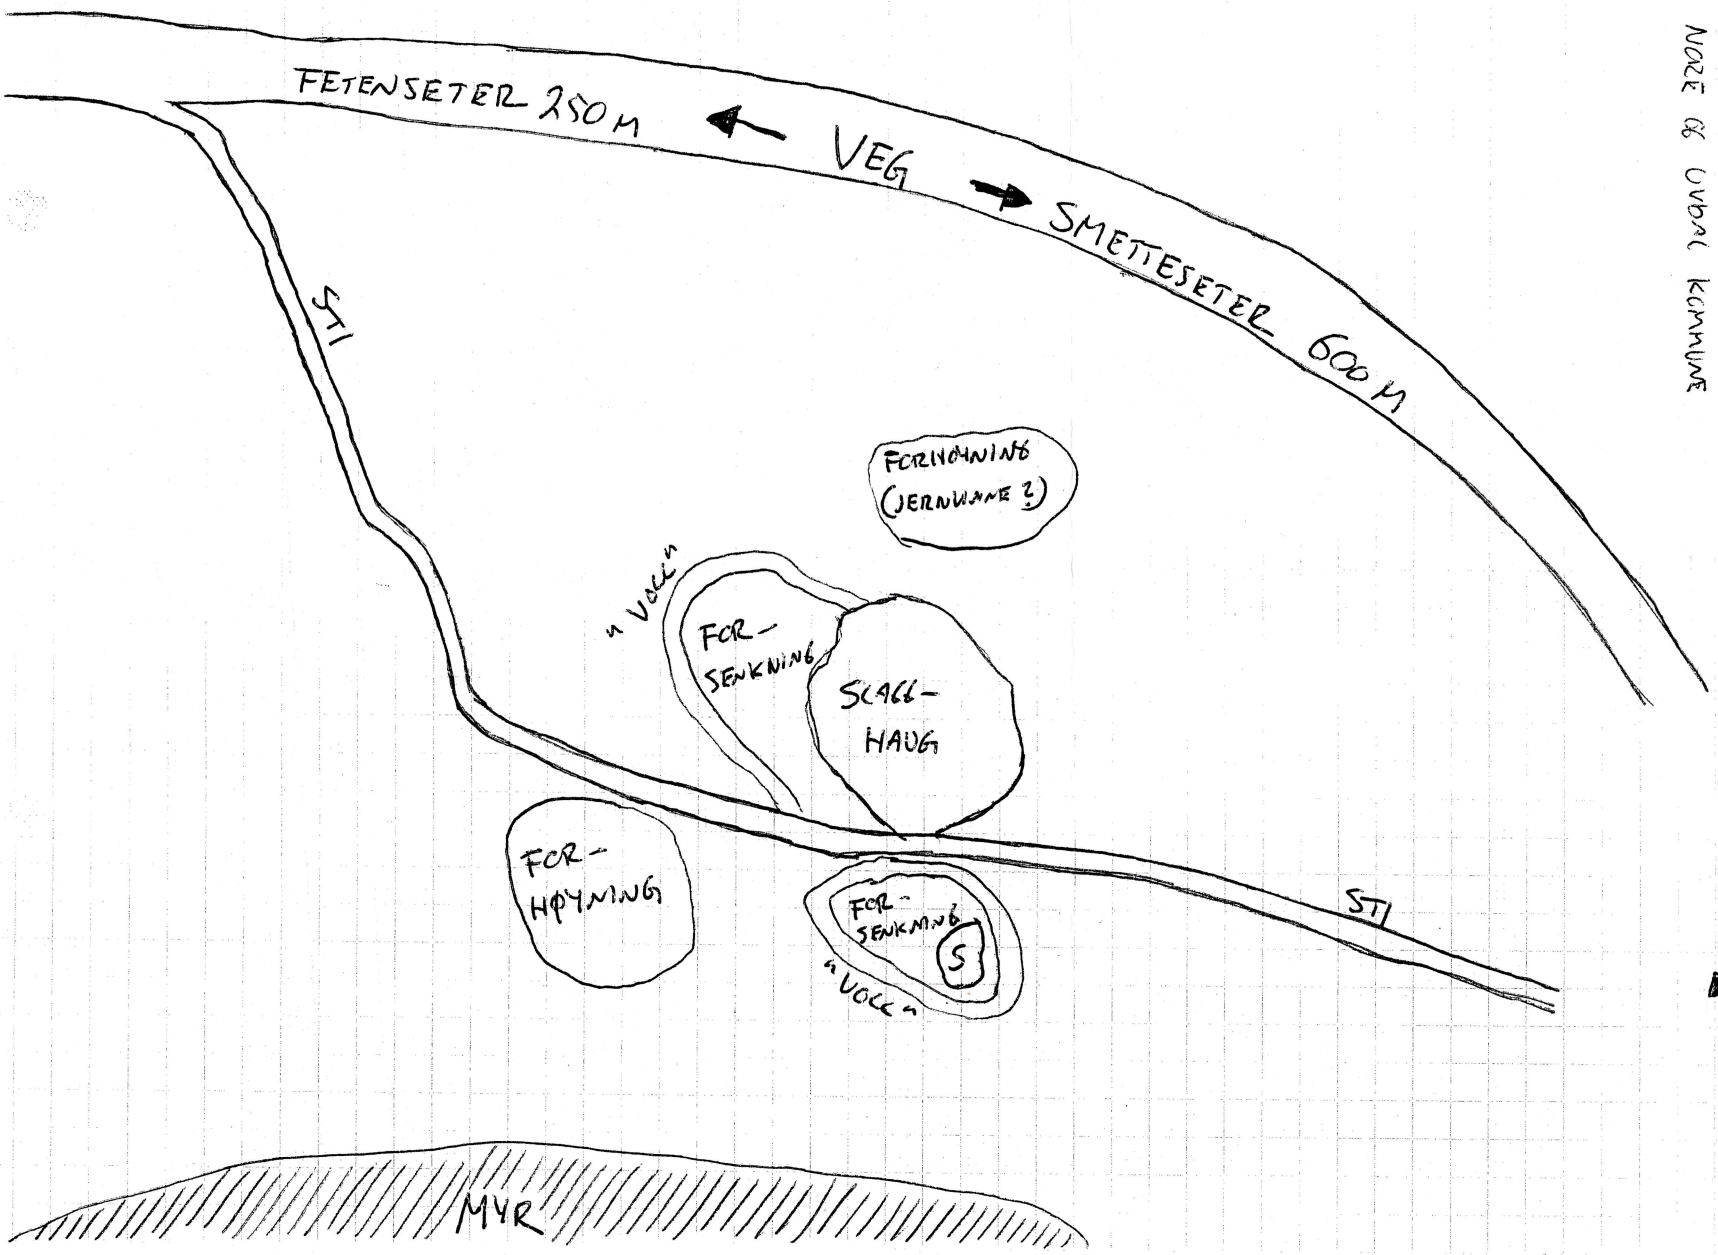 NORE OG UVDAL KOMMUNE
FETENSETER 250 M
VEG
SMETTESETER 600 M
STI
FORHØYNING
(JERNVINNE ?)
"VOLL"
FOR-
SENKNING
SLAGG-
HAUG
FOR-
HØYNING
FOR-
SENKNING
S
"VOLL"
STI
MYR